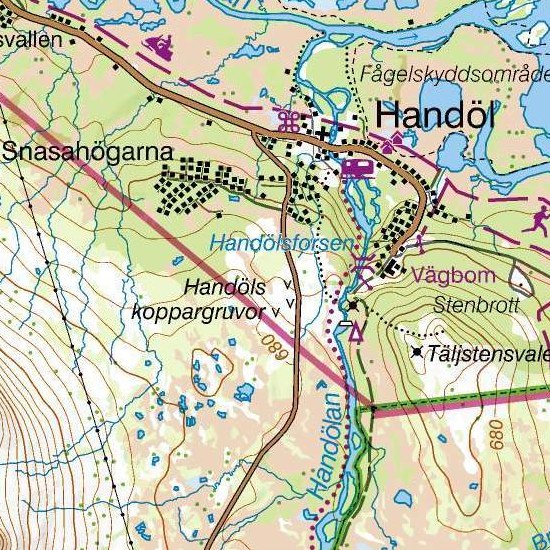 svallen
Fågelskyddsområde
Handöl
Snasahögarna
Handölsforsen
Vägbom
Handöls
koppargruvor
Stenbrott
680
Täljstensvale
Handölan
680